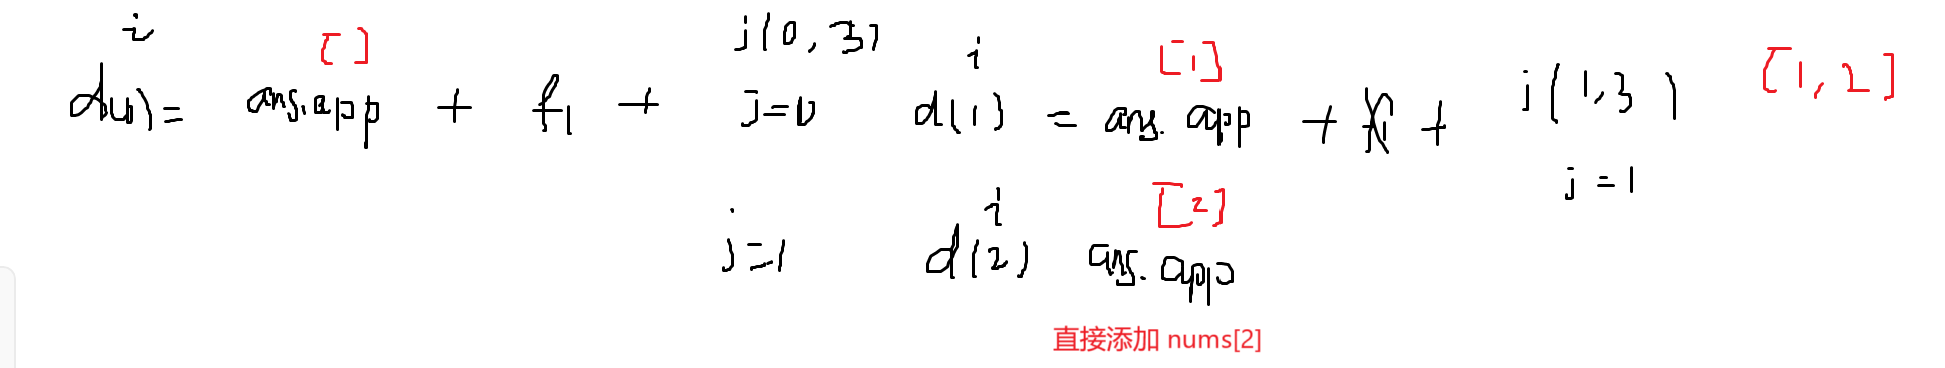 i [ ] j(0, 3) i [1] j(1,3) [1,2]
d(0)= ans.app + f1 + j=0 d(1) = ans. app + f1 +
j=1
i [2]
j=1 d(2) ans. app
直接添加 nums[2]